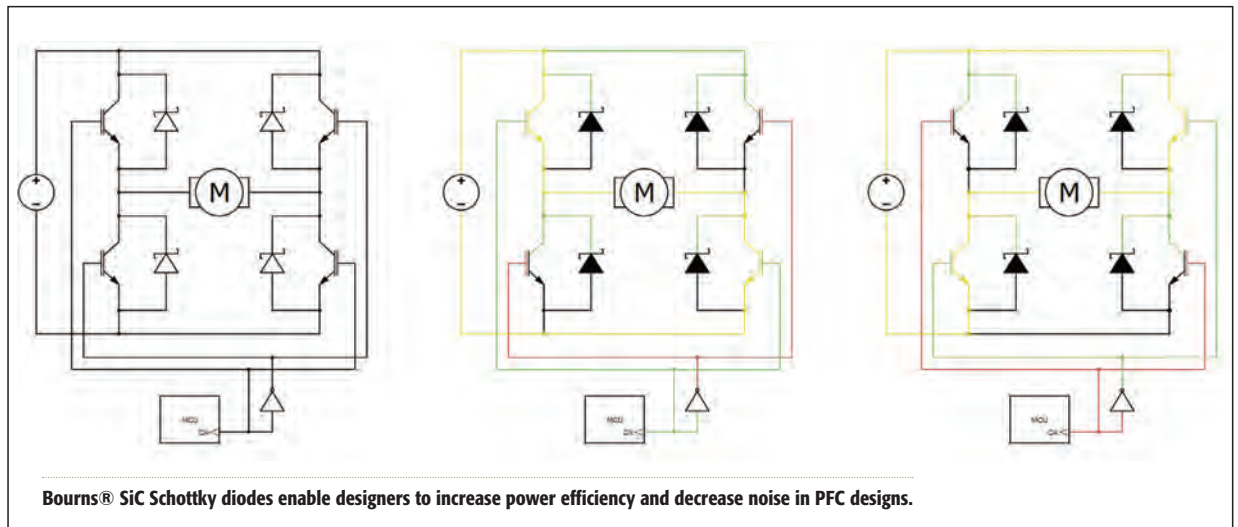 M
M
M
+
+
+
-
-
-
MCU
MCU
MCU
Bourns® SiC Schottky diodes enable designers to increase power efficiency and decrease noise in PFC designs.